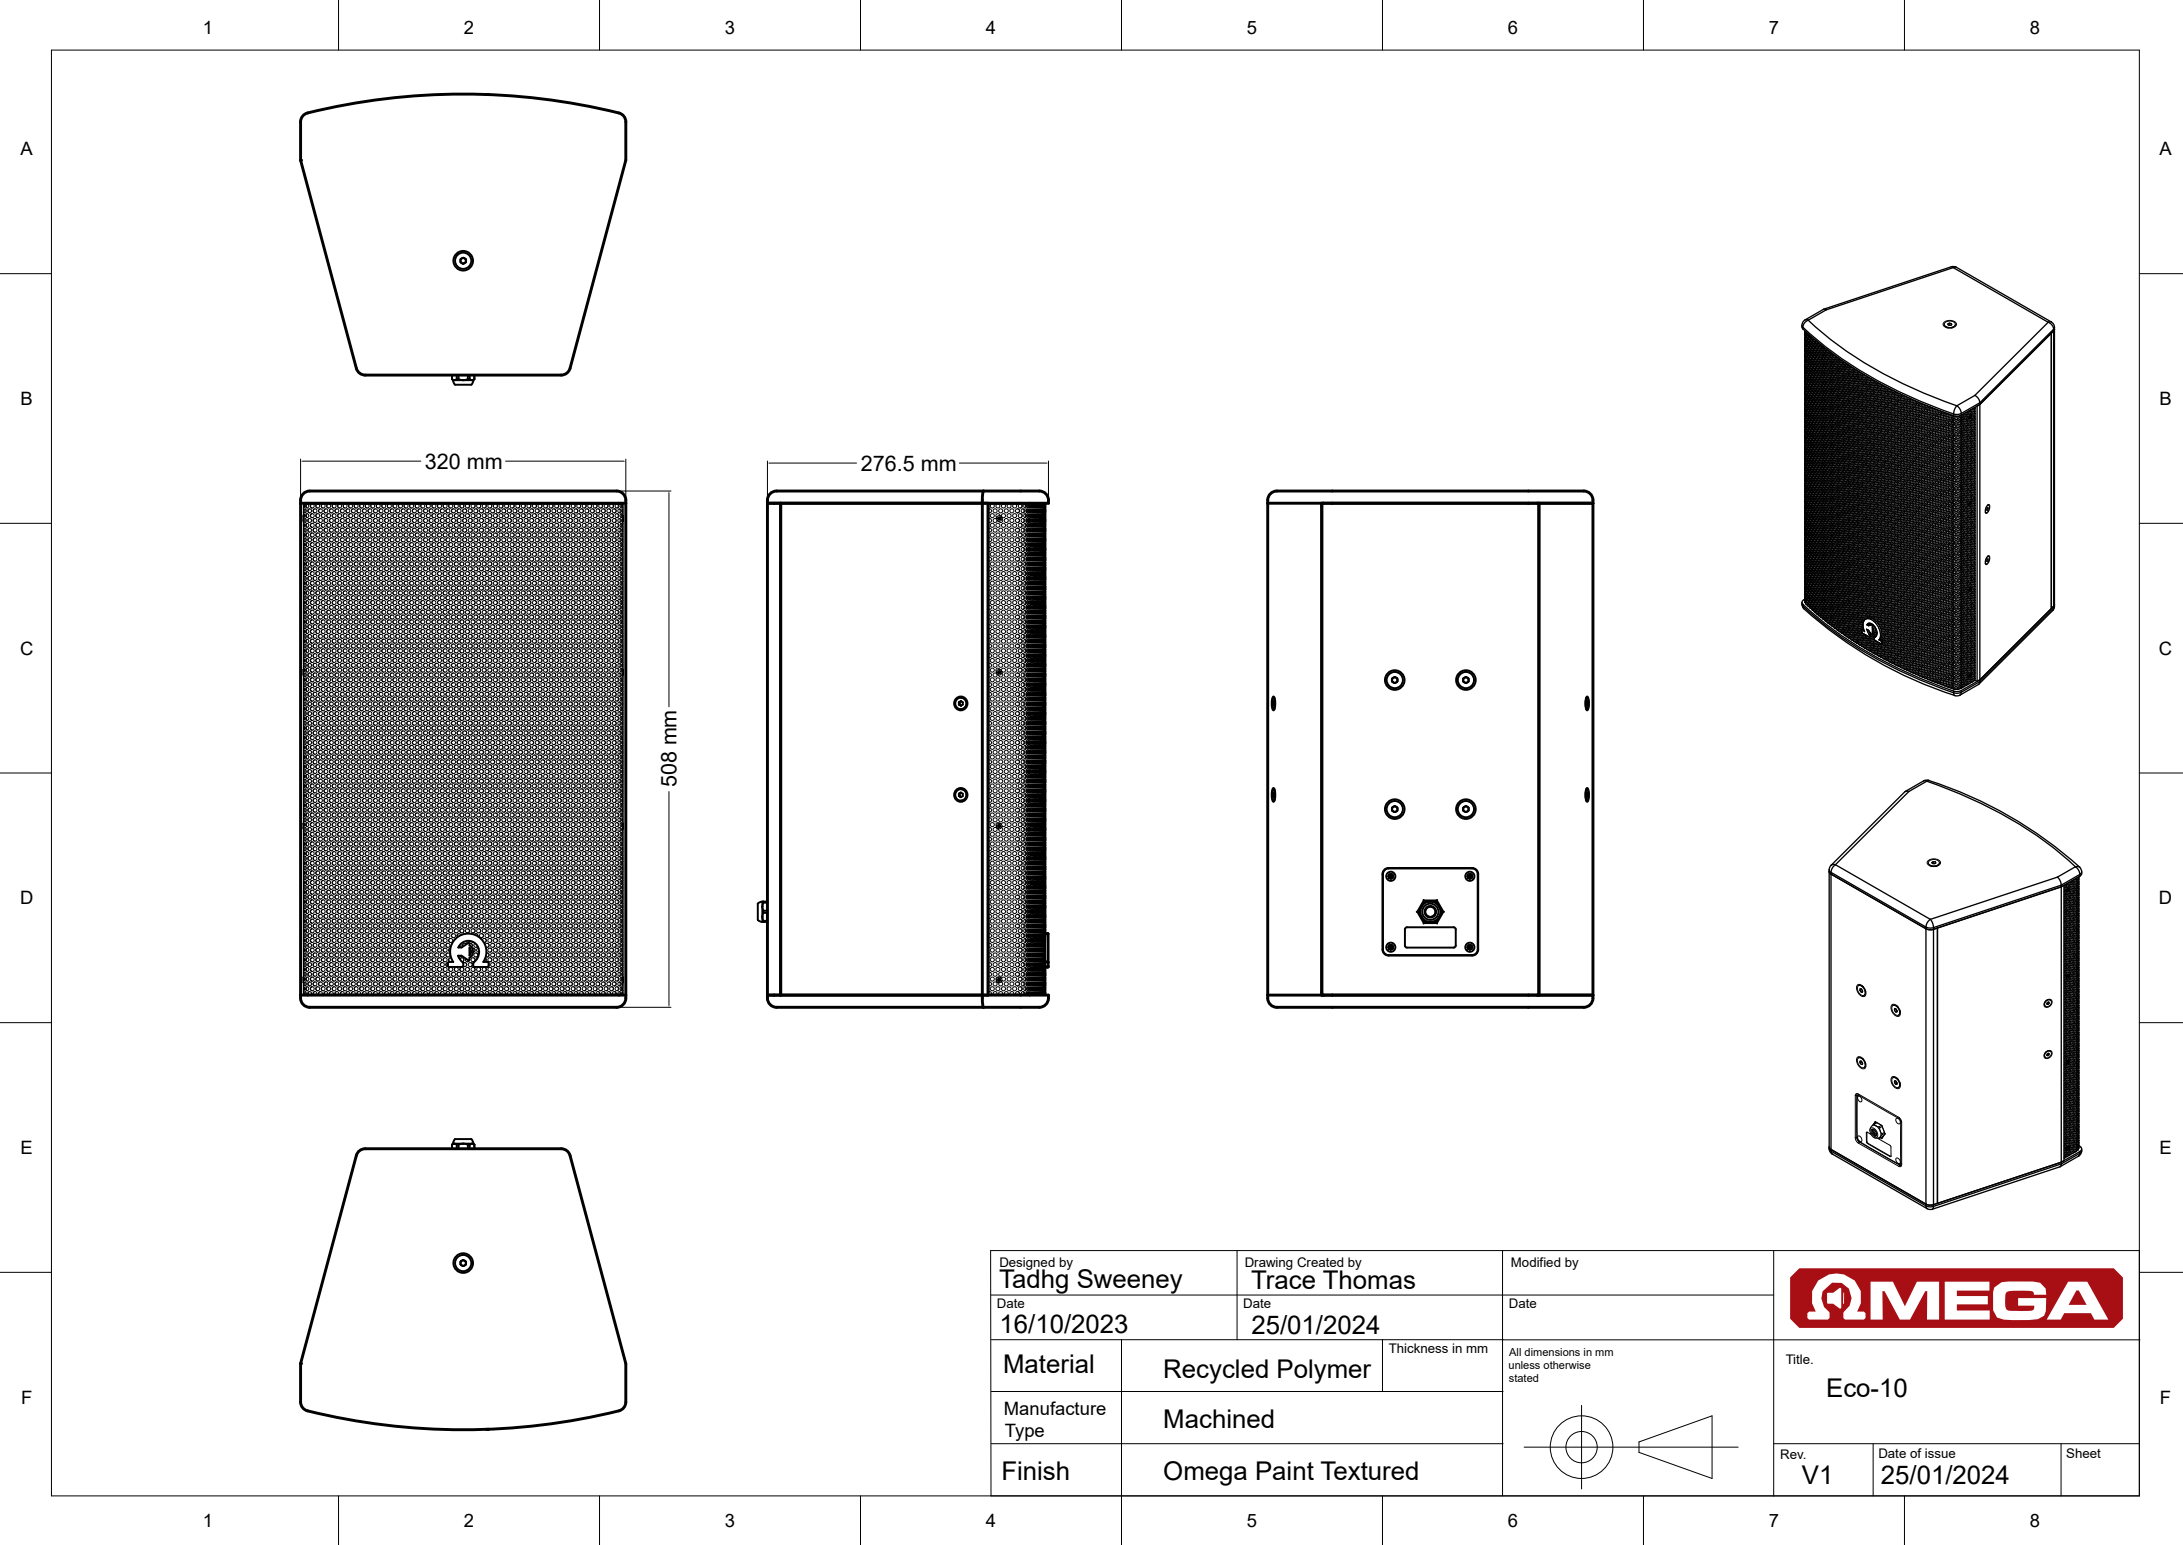 1 2 3 4 5 6 7 8
A A
B B
320 mm 276.5 mm
C C
508 mm
D D
E E
Designed by
Tadhg Sweeney
Drawing Created by
Trace Thomas
Modified by
ΩMEGA
Date
16/10/2023
Date
25/01/2024
Date
Material
Recycled Polymer
Thickness in mm
All dimensions in mm
unless otherwise
stated
Title.
Eco-10
F F
Manufacture
Type
Machined
Finish
Omega Paint Textured
Rev.
V1
Date of issue
25/01/2024
Sheet
1 2 3 4 5 6 7 8